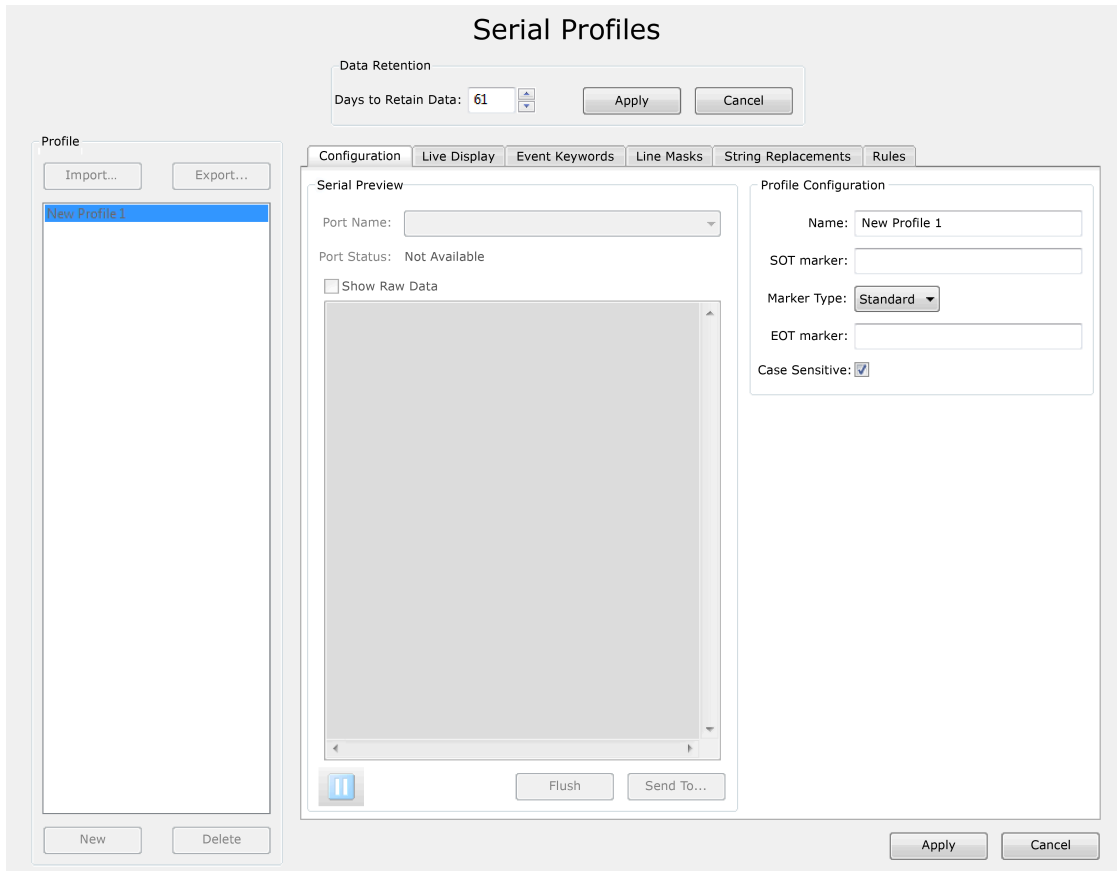 Serial Profiles
Data Retention
Days to Retain Data: 61 Apply Cancel
Profile
Import... Export...
New Profile 1
New Delete
Configuration Live Display Event Keywords Line Masks String Replacements Rules
Serial Preview
Port Name:
Port Status: Not Available
Show Raw Data
Flush Send To...
Profile Configuration
Name: New Profile 1
SOT marker:
Marker Type: Standard
EOT marker:
Case Sensitive:
Apply Cancel